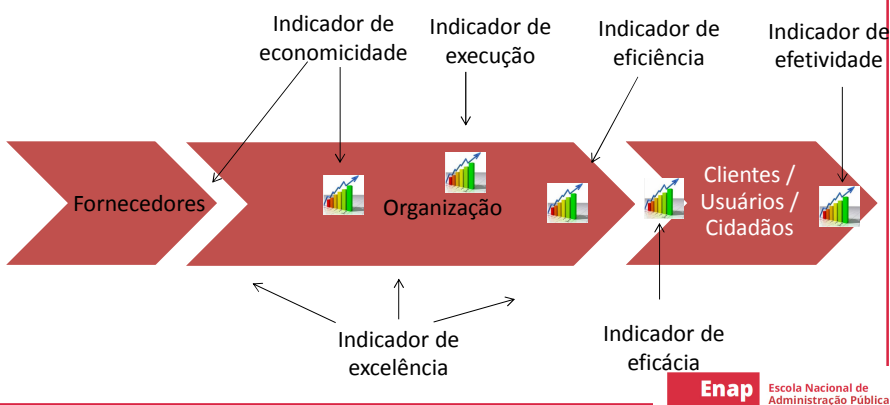 Indicador de
economicidade
Indicador de
execução
Indicador de
eficiência
Indicador de
efetividade
Fornecedores
Organização
Clientes /
Usuários /
Cidadãos
Indicador de
excelência
Indicador de
eficácia
Enap
Escola Nacional de
Administração Pública